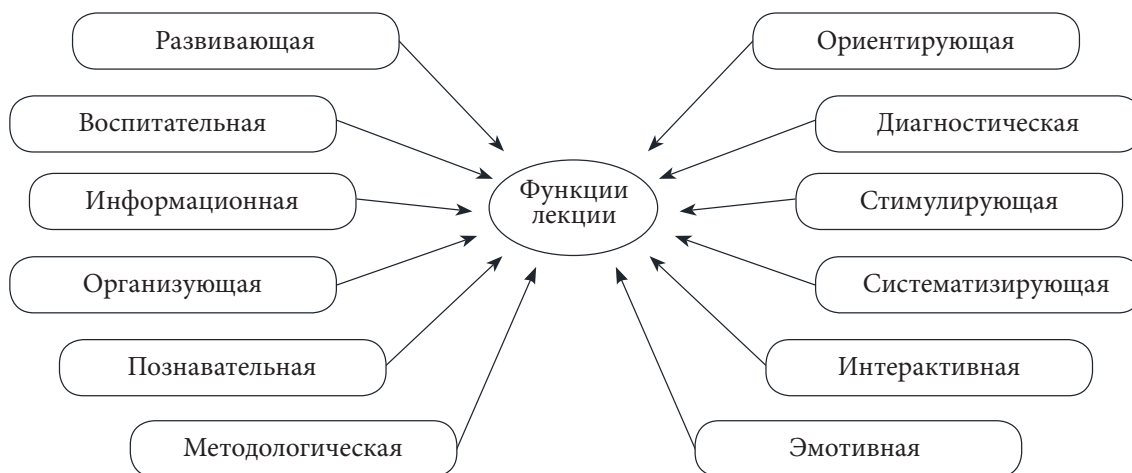 Развивающая
Ориентирующая
Воспитательная
Диагностическая
Информационная
Функции
лекции
Стимулирующая
Организующая
Систематизирующая
Познавательная
Интерактивная
Методологическая
Эмотивная